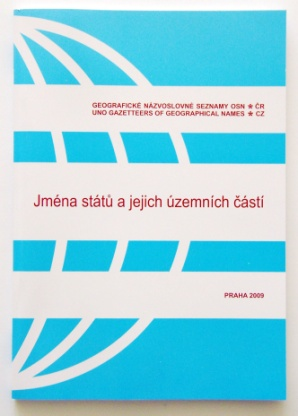 GEOGRAFICKÉ NÁZVOSLOVNÉ SEZNAMY OSN ★ ČR
UNO GAZETTEERS OF GEOGRAPHICAL NAMES ★ CZ
Jména států a jejich územních částí
PRAHA 2009